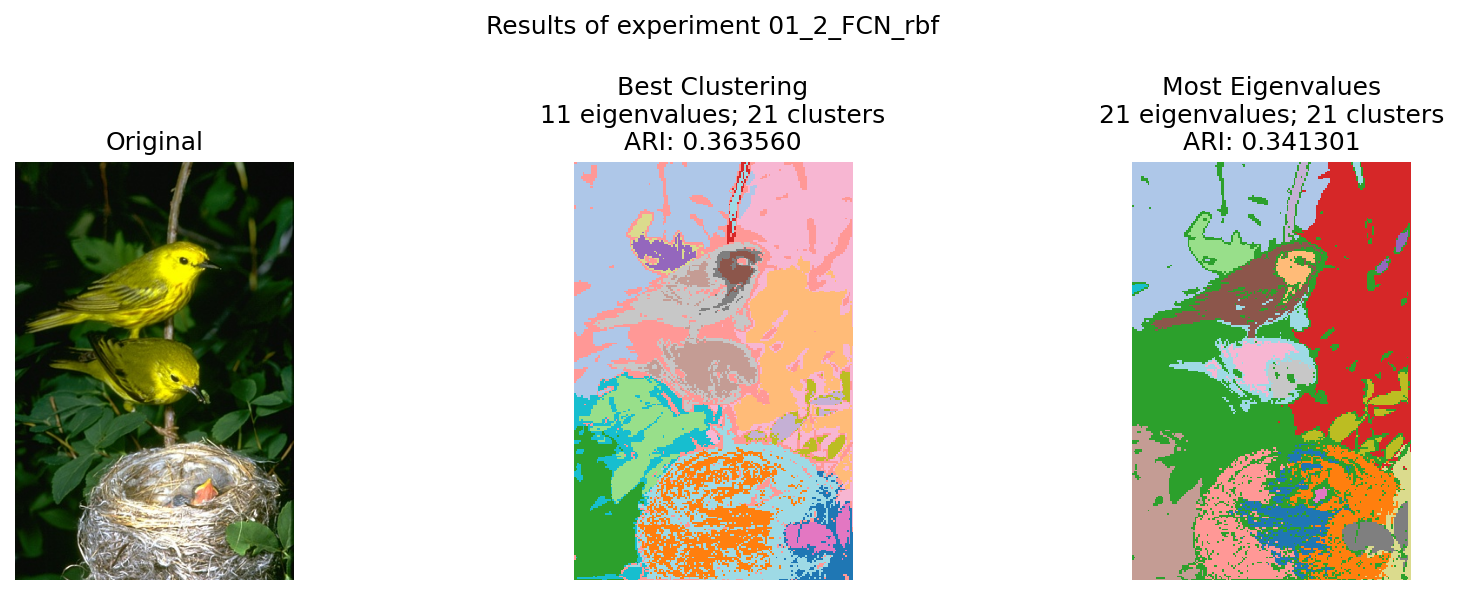 Results of experiment 01_2_FCN_rbf
Original
Best Clustering
11 eigenvalues; 21 clusters
ARI: 0.363560
Most Eigenvalues
21 eigenvalues; 21 clusters
ARI: 0.341301